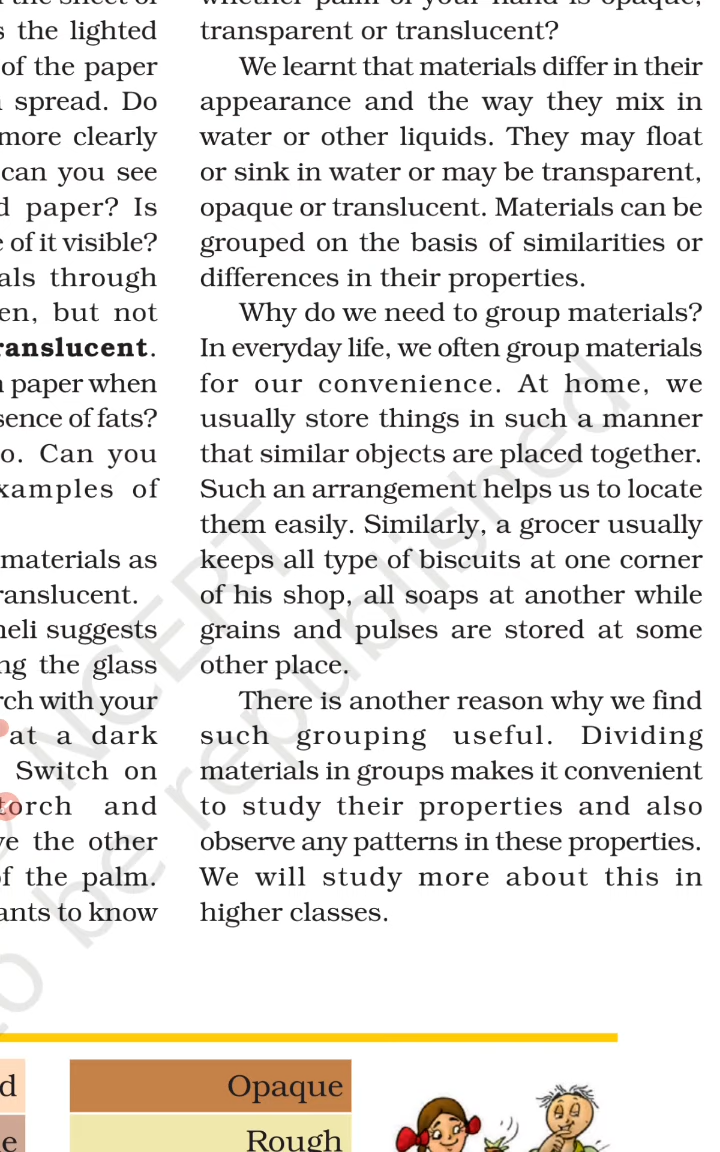 s the lighted
of the paper
spread. Do
more clearly
can you see
d paper? Is
of it visible?
als through
en, but not
ranslucent.
paper when
sence of fats?
o. Can you
xamples of
materials as
ranslucent.
heli suggests
ng the glass
rch with your
at a dark
Switch on
torch and
ve the other
of the palm.
ants to know
whether palm of your hand is opaque,
transparent or translucent?
We learnt that materials differ in their
appearance and the way they mix in
water or other liquids. They may float
or sink in water or may be transparent,
opaque or translucent. Materials can be
grouped on the basis of similarities or
differences in their properties.
Why do we need to group materials?
In everyday life, we often group materials
for our convenience. At home, we
usually store things in such a manner
that similar objects are placed together.
Such an arrangement helps us to locate
them easily. Similarly, a grocer usually
keeps all type of biscuits at one corner
of his shop, all soaps at another while
grains and pulses are stored at some
other place.
There is another reason why we find
such grouping useful. Dividing
materials in groups makes it convenient
to study their properties and also
observe any patterns in these properties.
We will study more about this in
higher classes.
© NCERT
to be republished
d
Opaque
e
Rough